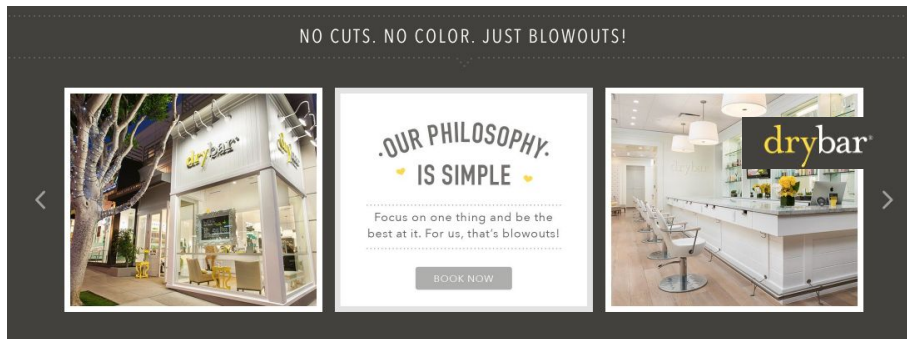 NO CUTS. NO COLOR. JUST BLOWOUTS!
drybar
·OUR PHILOSOPHY·
IS SIMPLE
Focus on one thing and be the
best at it. For us, that's blowouts!
BOOK NOW
drybar
drybar®